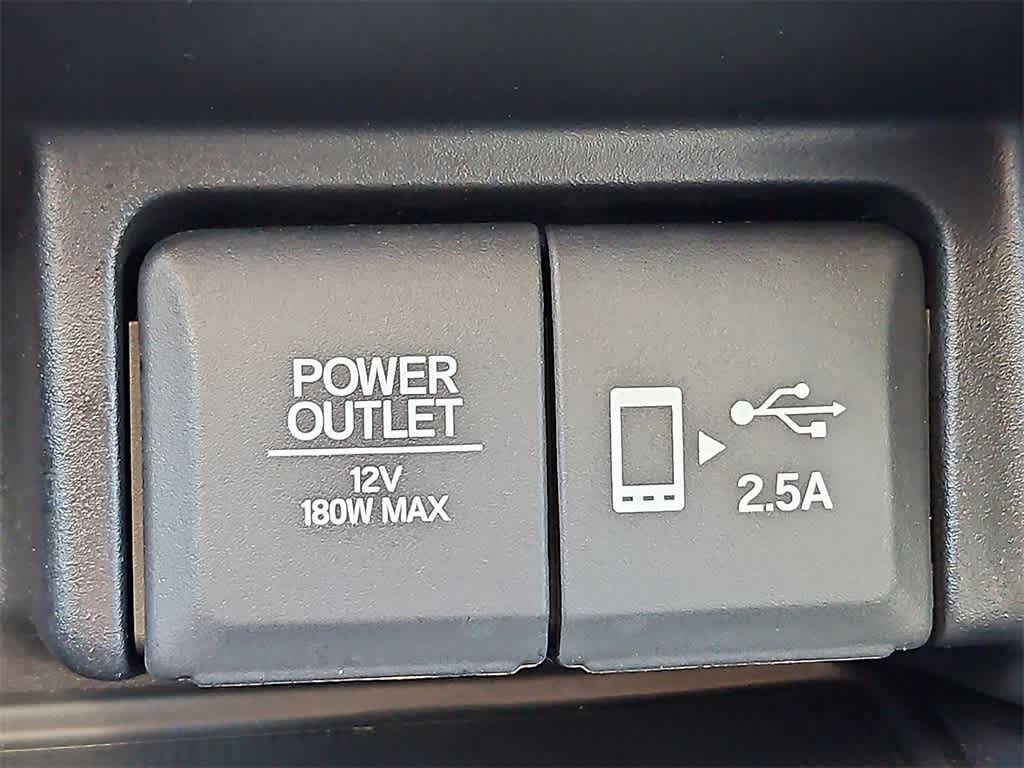 POWER
OUTLET
12V
180W MAX
2.5A